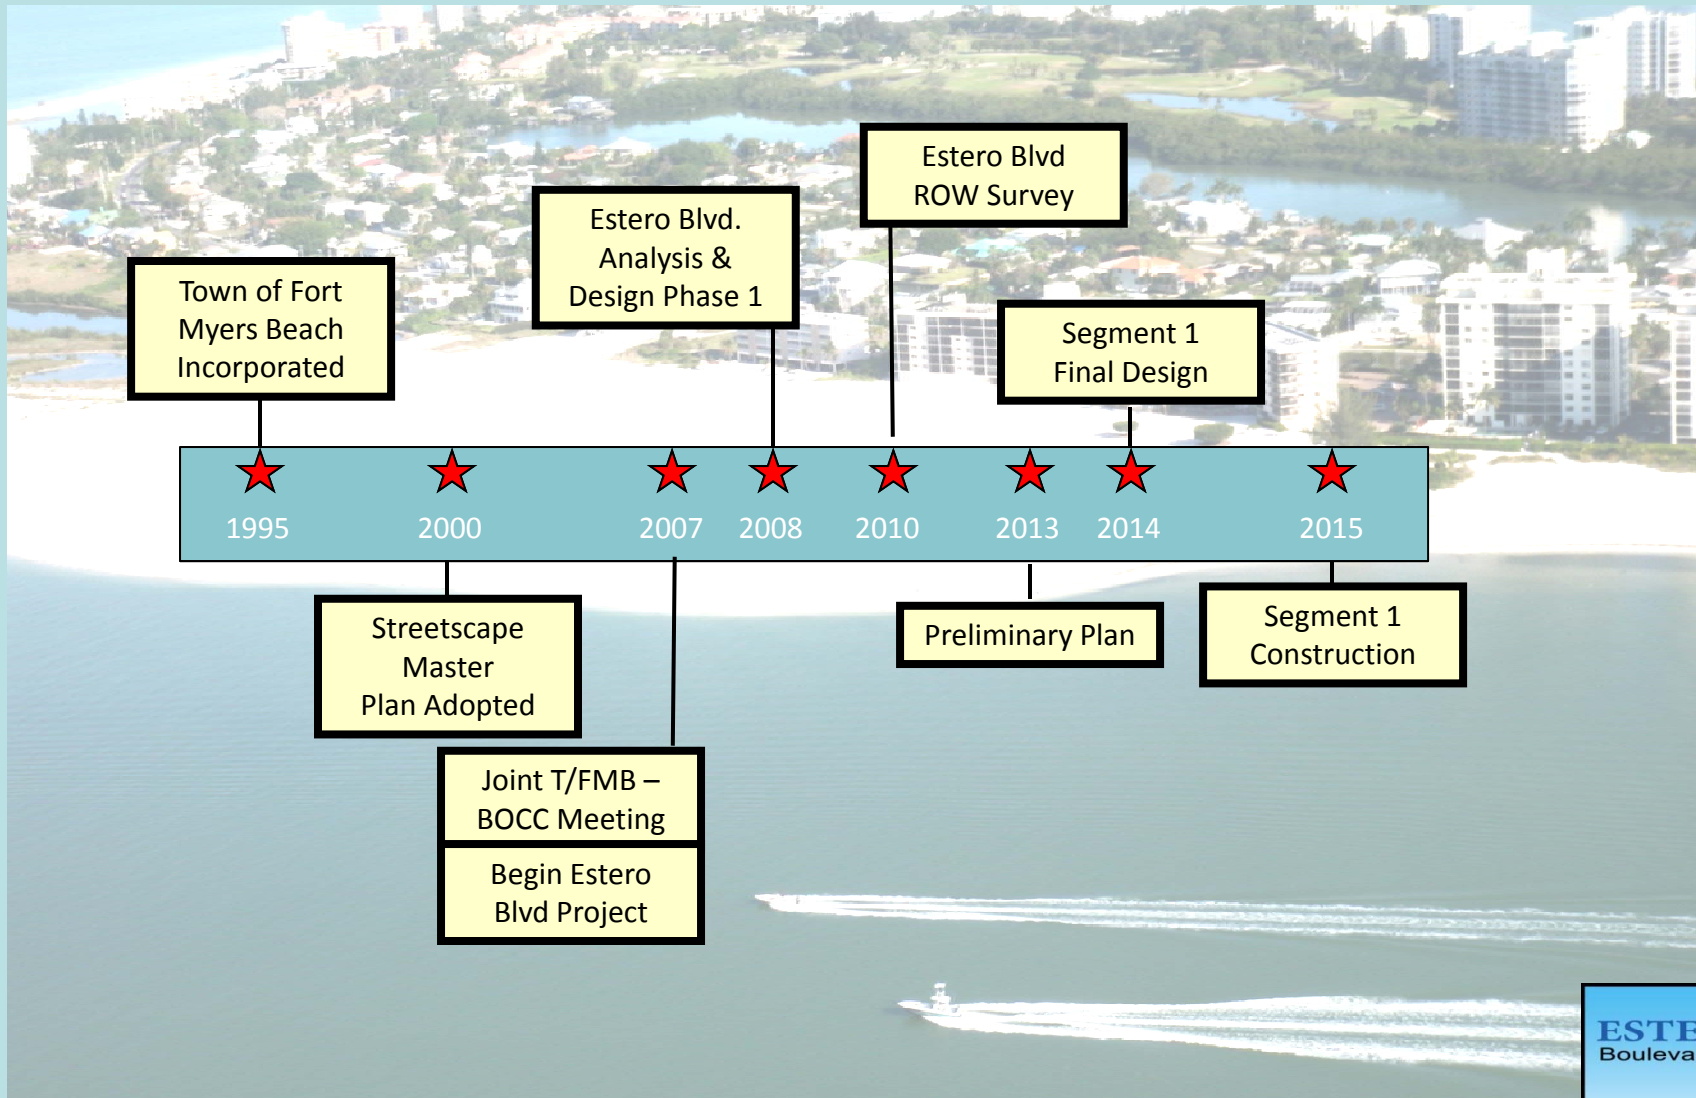 Estero Blvd
ROW Survey
Estero Blvd.
Analysis &
Design Phase 1
Town of Fort
Myers Beach
Incorporated
Segment 1
Final Design
1995
2000
2007
2008
2010
2013
2014
2015
Streetscape
Master
Plan Adopted
Preliminary Plan
Segment 1
Construction
Joint T/FMB –
BOCC Meeting
Begin Estero
Blvd Project
ESTE
Bouleva